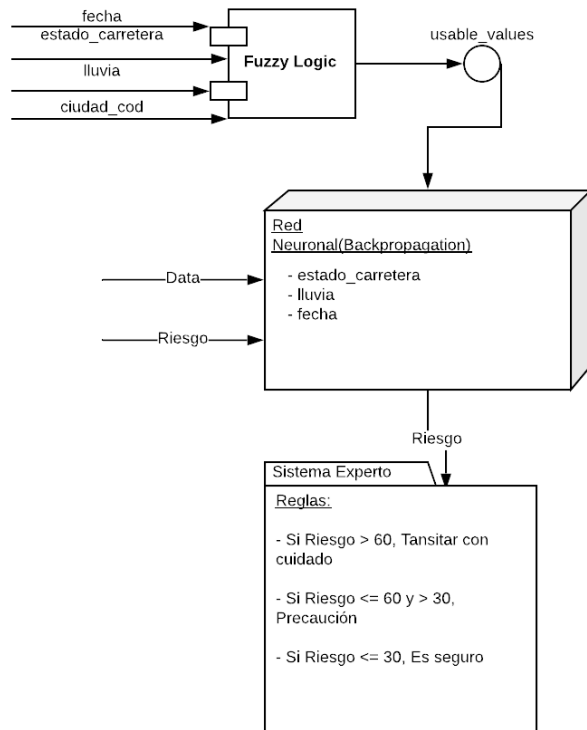 fecha
estado_carretera
lluvia
ciudad_cod
Fuzzy Logic
usable_values
Red
Neuronal(Backpropagation)
- estado_carretera
- lluvia
- fecha
Data
Riesgo
Riesgo
Sistema Experto
Reglas:
- Si Riesgo > 60, Tansitar con
cuidado
- Si Riesgo <= 60 y > 30,
Precaución
- Si Riesgo <= 30, Es seguro